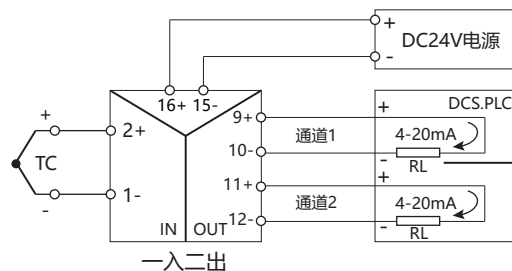 +
DC24V电源
-
16+ 15-
DCS.PLC
+
9+
通道1
4-20mA
+
2+
10-
-
RL
TC
11+
+
1-
通道2
4-20mA
-
12-
-
RL
IN
OUT
一入二出